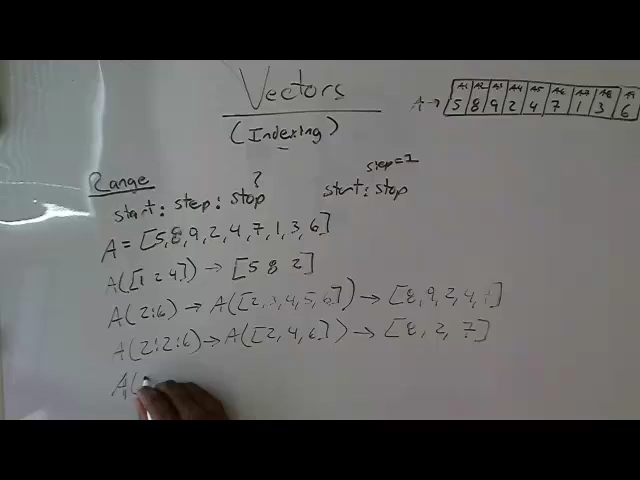 Vectors
(Indexing)
A1 A2 A3 A4 A5 A6 A7 A8 A9
A → 5 8 9 2 4 7 1 3 6
Range
?
start: step: stop
step=1
start: stop
A = [5,8,9,2,4,7,1,3,6]
A([1 2 4]) → [5 8 2]
A(2:6) → A([2,3,4,5,6]) → [8,9,2,4,7]
A(2:2:6) → A([2,4,6]) → [8, 2, 7]
A(